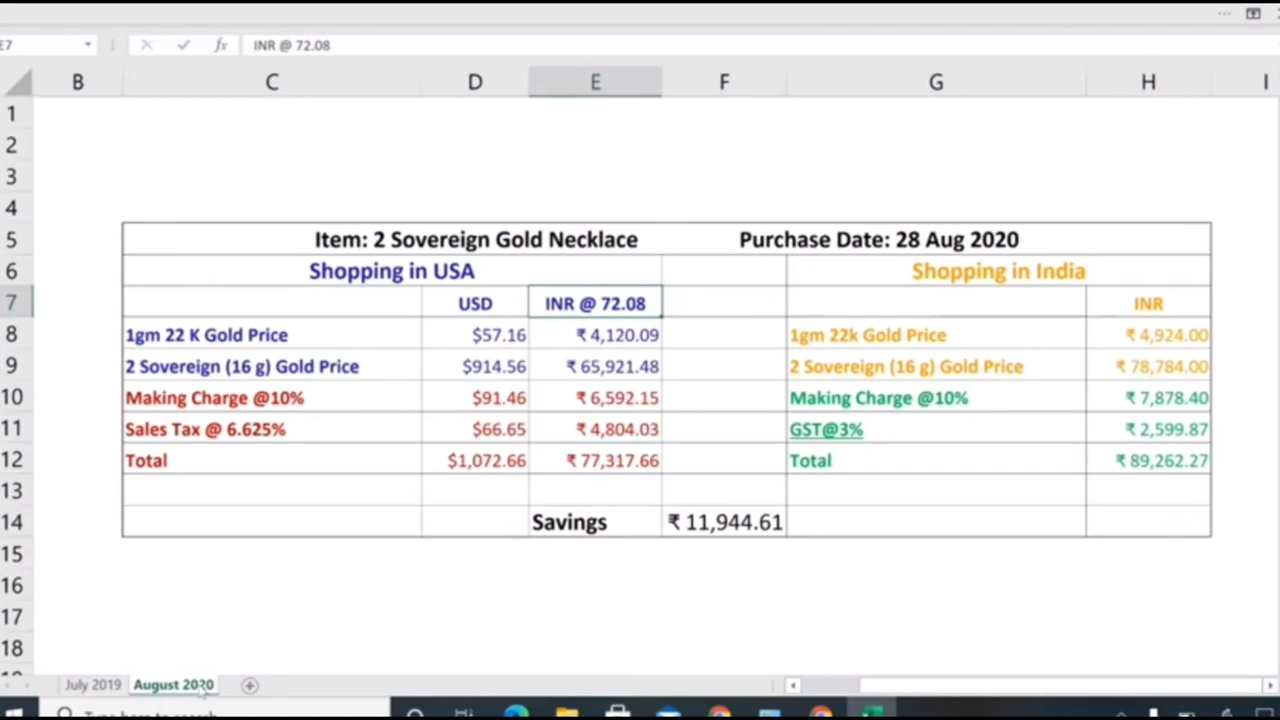 E7 INR @ 72.08
B C D E F G H I
1
2
3
4
5 Item: 2 Sovereign Gold Necklace Purchase Date: 28 Aug 2020
6 Shopping in USA Shopping in India
7 USD INR @ 72.08 INR
8 1gm 22 K Gold Price $57.16 ₹ 4,120.09 1gm 22k Gold Price ₹ 4,924.00
9 2 Sovereign (16 g) Gold Price $914.56 ₹ 65,921.48 2 Sovereign (16 g) Gold Price ₹ 78,784.00
10 Making Charge @10% $91.46 ₹ 6,592.15 Making Charge @10% ₹ 7,878.40
11 Sales Tax @ 6.625% $66.65 ₹ 4,804.03 GST@3% ₹ 2,599.87
12 Total $1,072.66 ₹ 77,317.66 Total ₹ 89,262.27
13
14 Savings ₹ 11,944.61
15
16
17
18
July 2019 August 2020
Type here to search